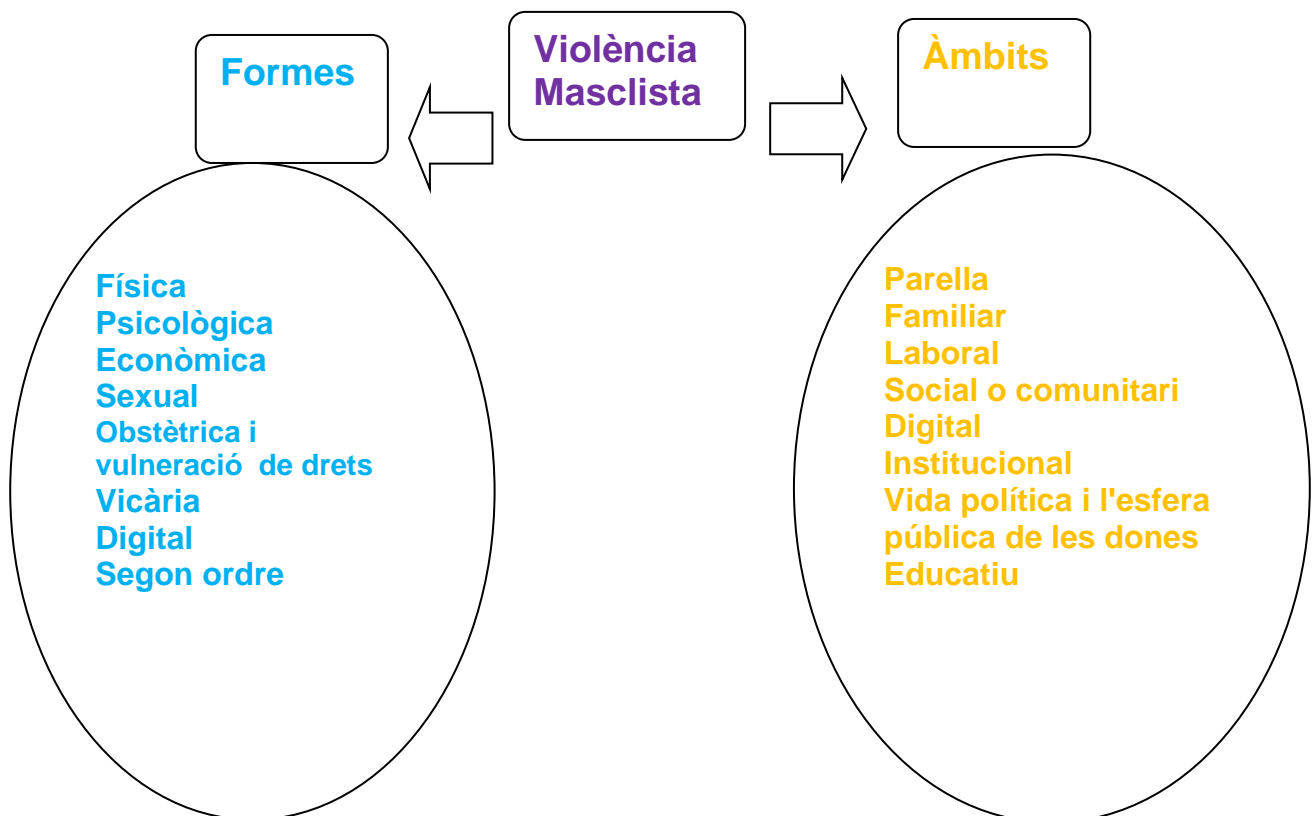 Formes
Violència
Masclista
Àmbits
Física
Psicològica
Econòmica
Sexual
Obstètrica i
vulneració  de drets
Vicària
Digital
Segon ordre
Parella
Familiar
Laboral
Social o comunitari
Digital
Institucional
Vida política i l'esfera
pública de les dones
Educatiu